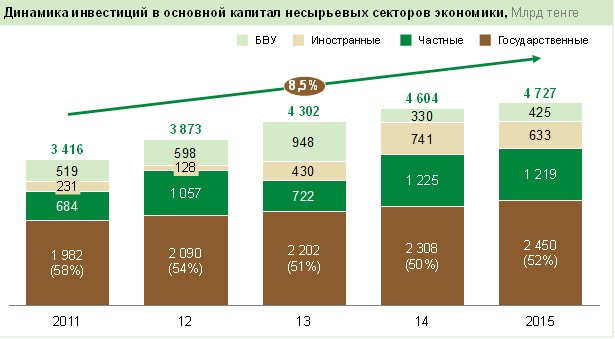 Динамика инвестиций в основной капитал несырьевых секторов экономики, Млрд тенге
БВУ Иностранные Частные Государственные
8,5%
3 416 3 873 4 302 4 604 4 727
519 598 948 330 425
231 128 430 741 633
684 1 057 722 1 225 1 219
1 982 2 090 2 202 2 308 2 450
(58%) (54%) (51%) (50%) (52%)
2011 12 13 14 2015